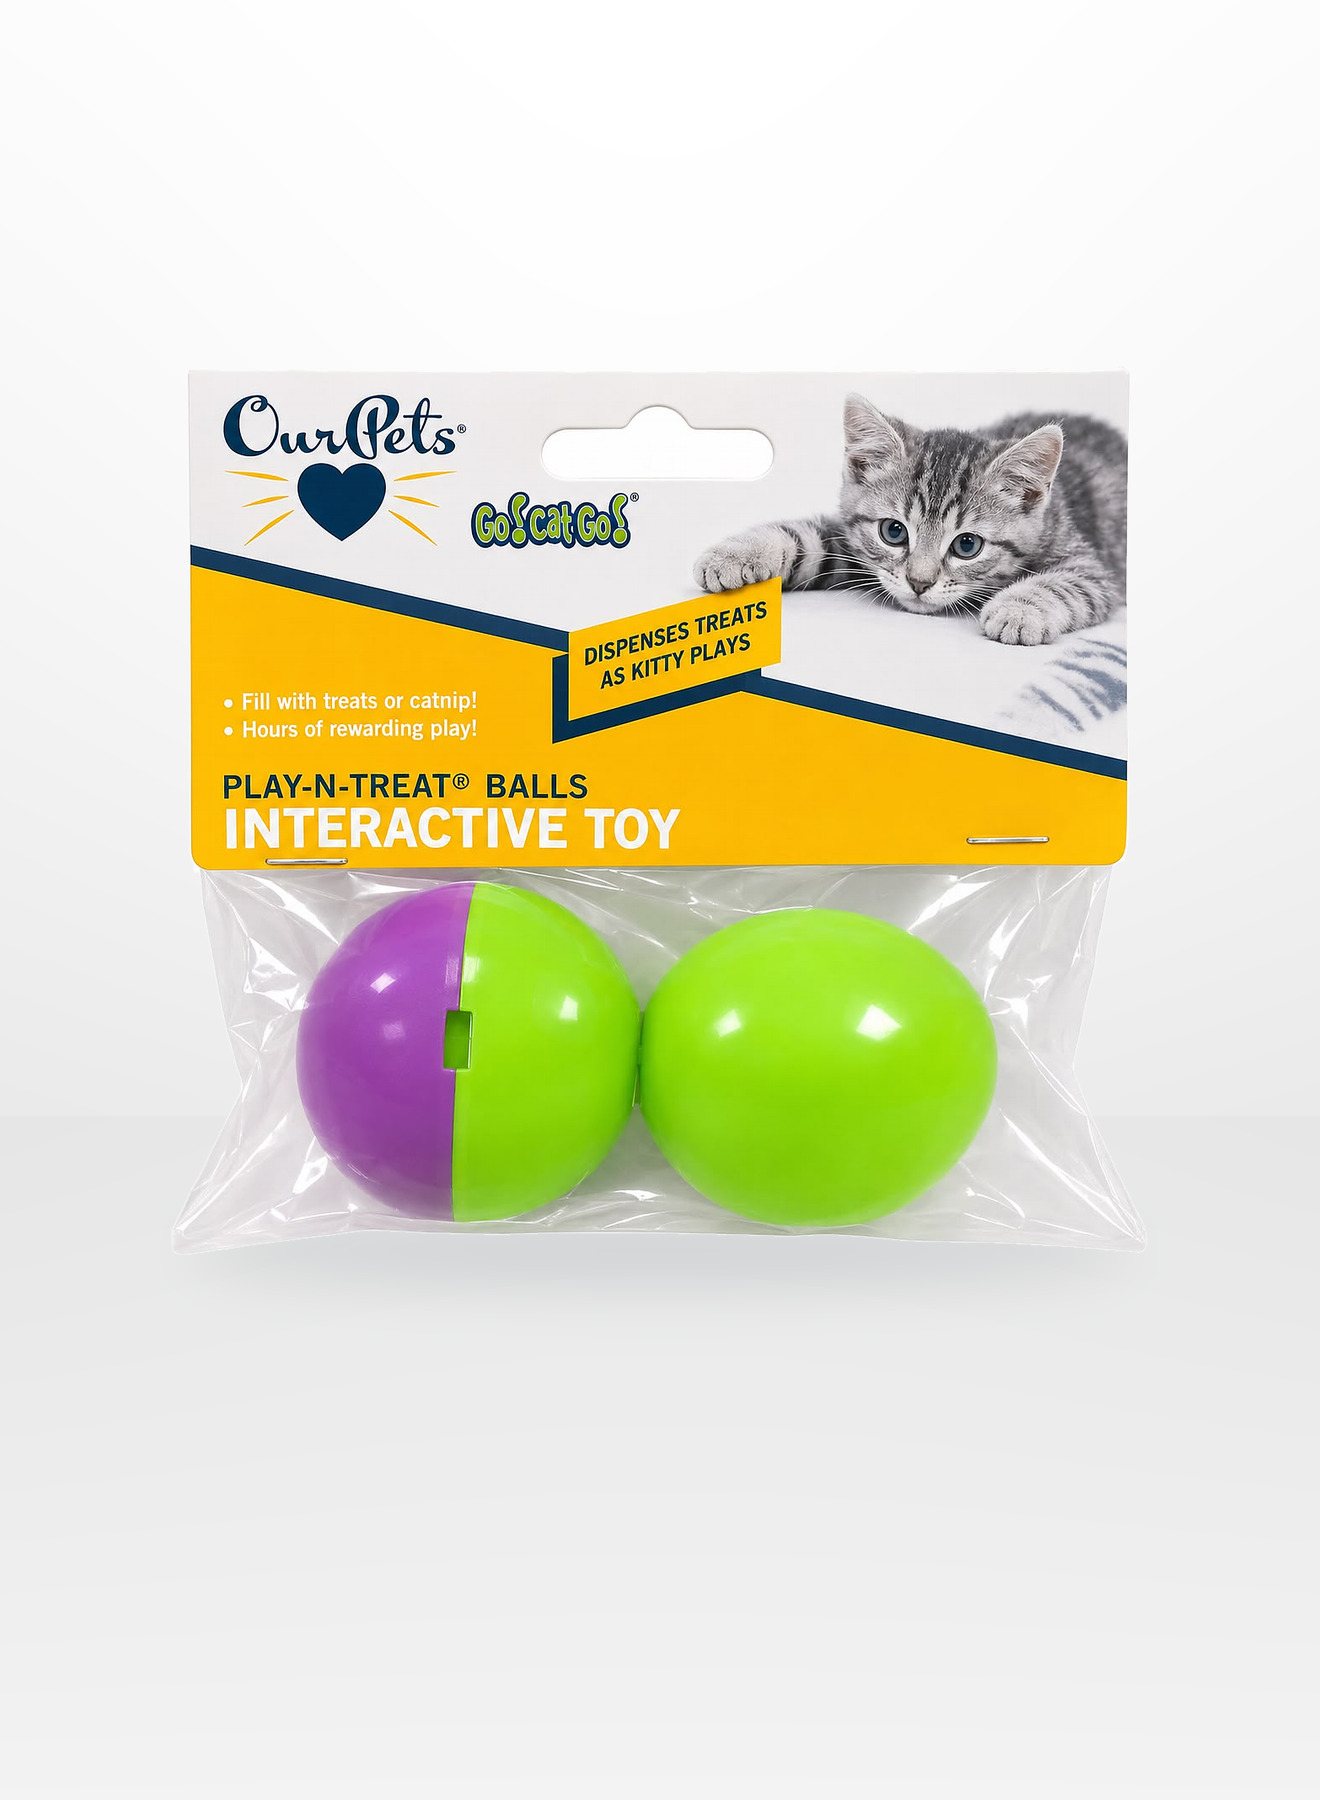 OurPets®
Go! Cat Go!®
DISPENSES TREATS
AS KITTY PLAYS
• Fill with treats or catnip!
• Hours of rewarding play!
PLAY-N-TREAT® BALLS
INTERACTIVE TOY